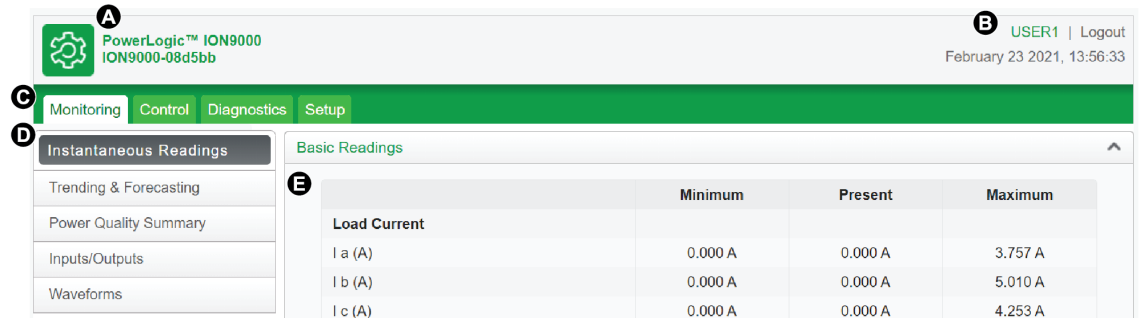 A
PowerLogic™ ION9000
ION9000-08d5bb
B
USER1 | Logout
February 23 2021, 13:56:33
C
Monitoring Control Diagnostics Setup
D
Instantaneous Readings
Trending & Forecasting
Power Quality Summary
Inputs/Outputs
Waveforms
Basic Readings
E
Minimum Present Maximum
Load Current
I a (A) 0.000 A 0.000 A 3.757 A
I b (A) 0.000 A 0.000 A 5.010 A
I c (A) 0.000 A 0.000 A 4.253 A